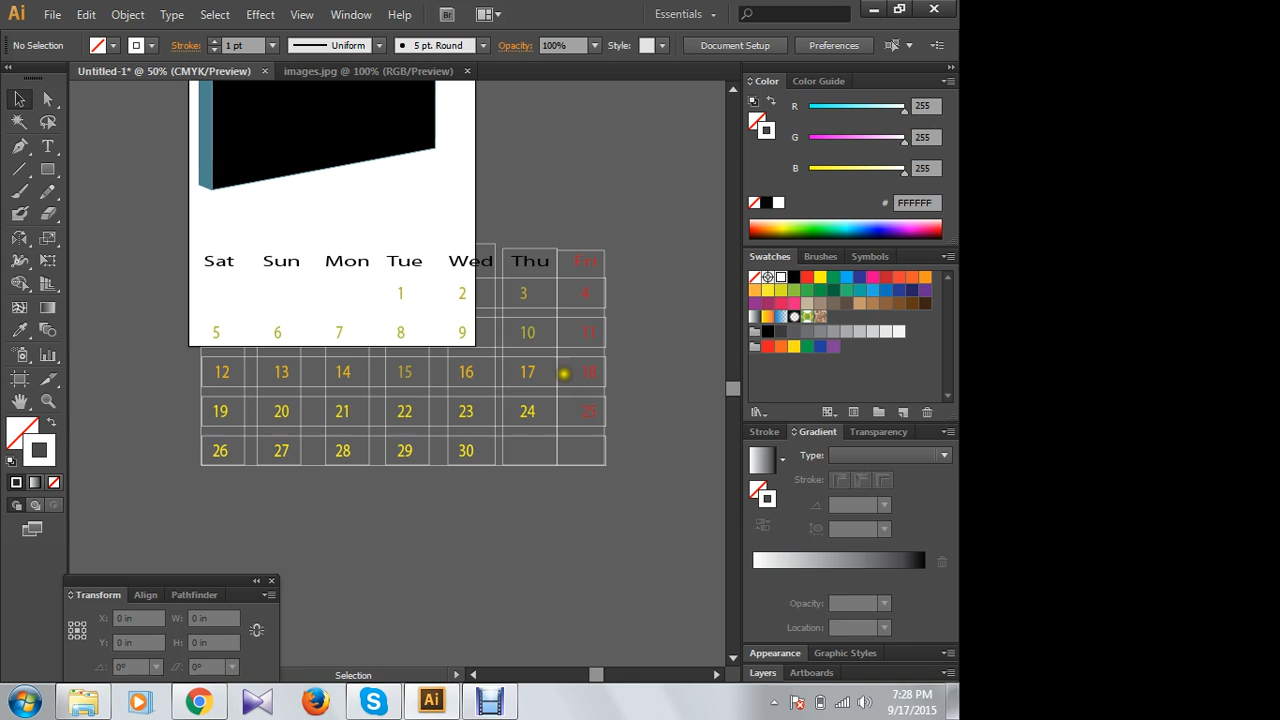 Ai File Edit Object Type Select Effect View Window Help Br Essentials
No Selection Stroke: 1 pt Uniform 5 pt. Round Opacity: 100% Style: Document Setup Preferences
Untitled-1* @ 50% (CMYK/Preview) × images.jpg @ 100% (RGB/Preview) ×
Color Color Guide
R 255
G 255
B 255
# FFFFFF
Swatches Brushes Symbols
Sat Sun Mon Tue Wed Thu Fri
1 2 3 4
5 6 7 8 9 10 11
12 13 14 15 16 17 18
19 20 21 22 23 24 25
26 27 28 29 30
Stroke Gradient Transparency
Type:
Stroke:
Opacity:
Location:
Transform Align Pathfinder
X: 0 in W: 0 in
Y: 0 in H: 0 in
0° 0°
Appearance Graphic Styles
Layers Artboards
Selection
Ai
7:28 PM
9/17/2015